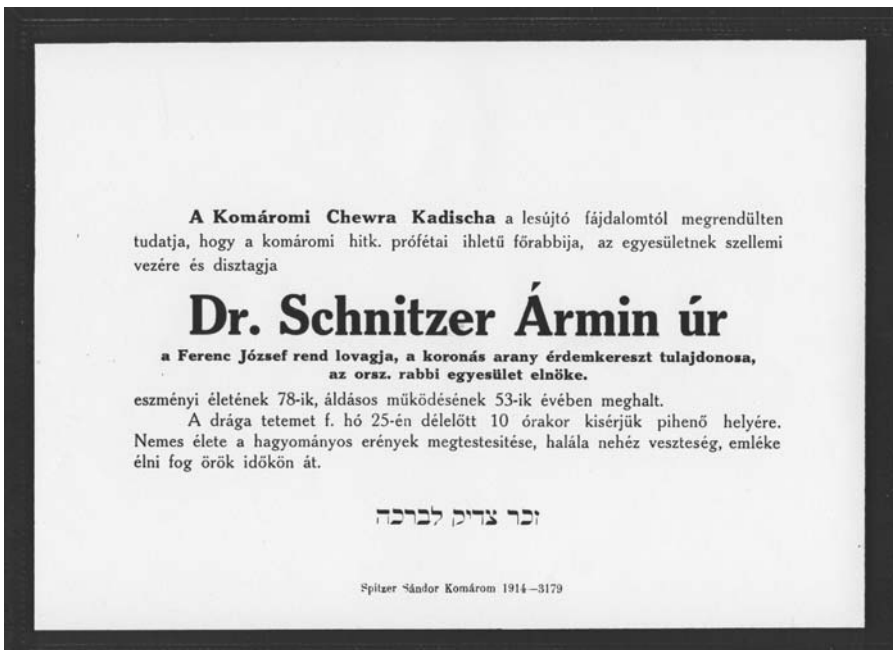 A Komáromi Chewra Kadischa a lesújtó fájdalomtól megrendülten
tudatja, hogy a komáromi hitk. prófétai ihletű főrabbija, az egyesületnek szellemi
vezére és disztagja
Dr. Schnitzer Ármin úr
a Ferenc József rend lovagja, a koronás arany érdemkereszt tulajdonosa,
az orsz. rabbi egyesület elnöke.
eszményi életének 78-ik, áldásos működésének 53-ik évében meghalt.
A drága tetemet f. hó 25-én délelőtt 10 órakor kisérjük pihenő helyére.
Nemes élete a hagyományos erények megtestesitése, halála nehéz veszteség, emléke
élni fog örök időkön át.
זכר צדיק לברכה
Spitzer Sándor Komárom 1914—3179